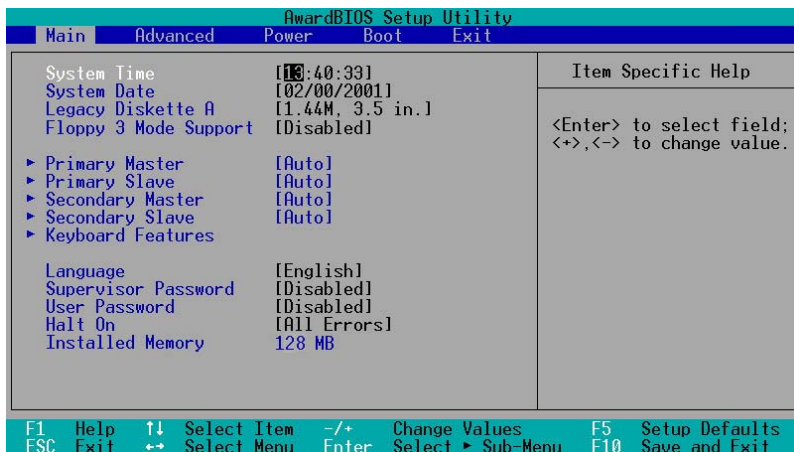 AwardBIOS Setup Utility
Main Advanced Power Boot Exit
System Time [13:40:33]
System Date [02/00/2001]
Legacy Diskette A [1.44M, 3.5 in.]
Floppy 3 Mode Support [Disabled]
▶ Primary Master [Auto]
▶ Primary Slave [Auto]
▶ Secondary Master [Auto]
▶ Secondary Slave [Auto]
▶ Keyboard Features
Language [English]
Supervisor Password [Disabled]
User Password [Disabled]
Halt On [All Errors]
Installed Memory 128 MB
Item Specific Help
<Enter> to select field;
<+>,<-> to change value.
F1 Help ↑↓ Select Item -/+ Change Values F5 Setup Defaults
ESC Exit ←→ Select Menu Enter Select ▶ Sub-Menu F10 Save and Exit